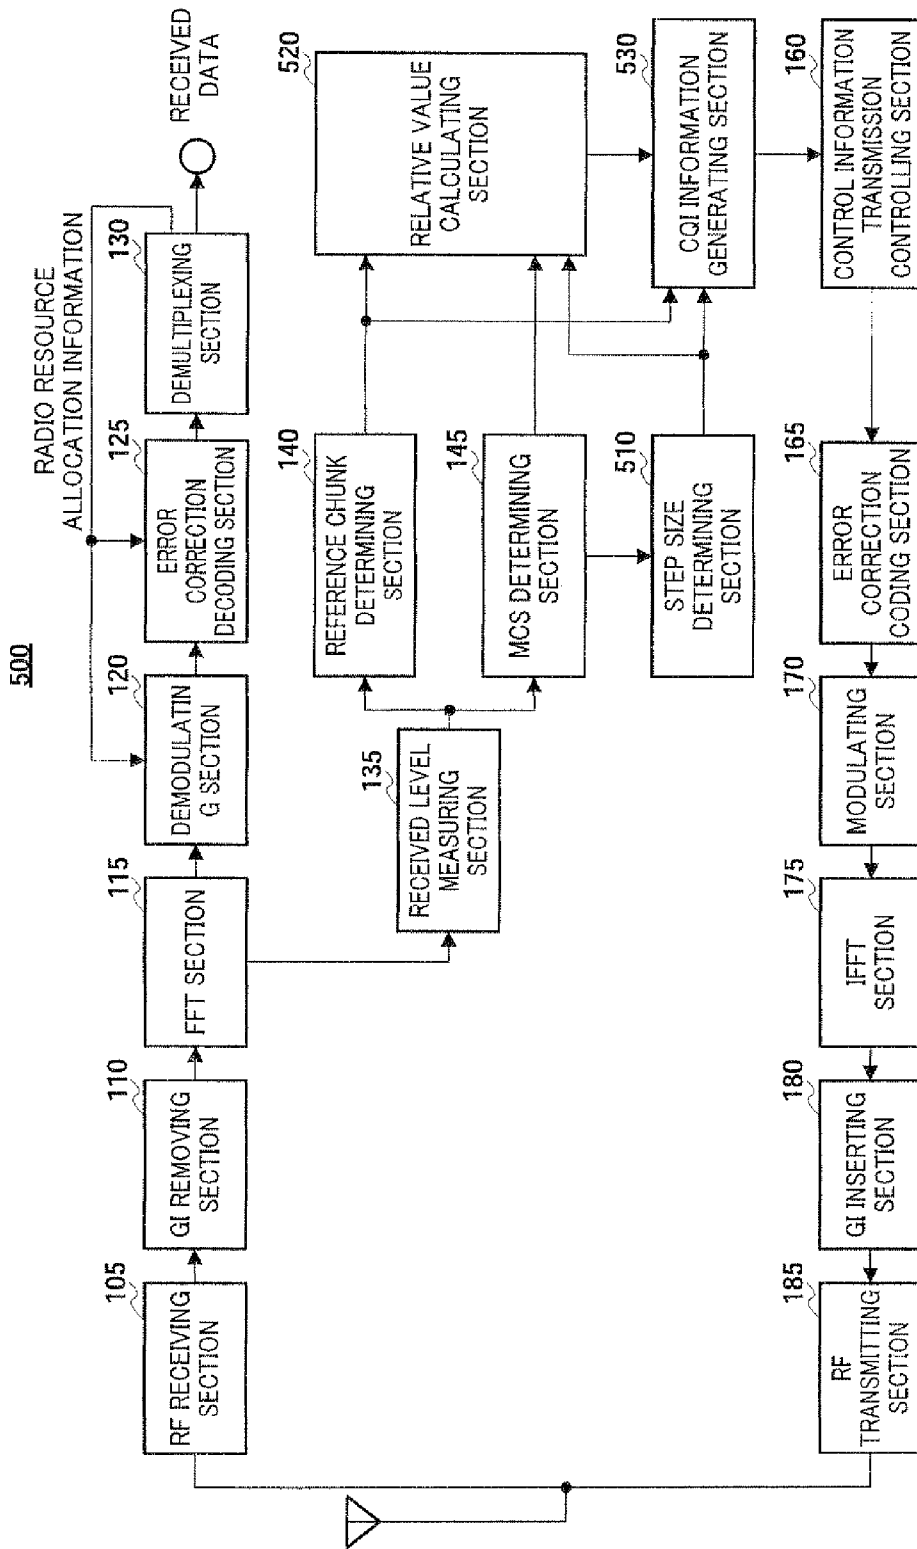 500
RADIO RESOURCE
ALLOCATION INFORMATION
105
RF RECEIVING
SECTION
110
GI REMOVING
SECTION
115
FFT SECTION
120
DEMODULATIN
G SECTION
125
ERROR
CORRECTION
DECODING SECTION
130
DEMULTIPLEXING
SECTION
RECEIVED
DATA
135
RECEIVED LEVEL
MEASURING
SECTION
140
REFERENCE CHUNK
DETERMINING
SECTION
145
MCS DETERMINING
SECTION
510
STEP SIZE
DETERMINING
SECTION
520
RELATIVE VALUE
CALCULATING
SECTION
530
CQI INFORMATION
GENERATING SECTION
160
CONTROL INFORMATION
TRANSMISSION
CONTROLLING SECTION
165
ERROR
CORRECTION
CODING SECTION
170
MODULATING
SECTION
175
IFFT
SECTION
180
GI INSERTING
SECTION
185
RF
TRANSMITTING
SECTION